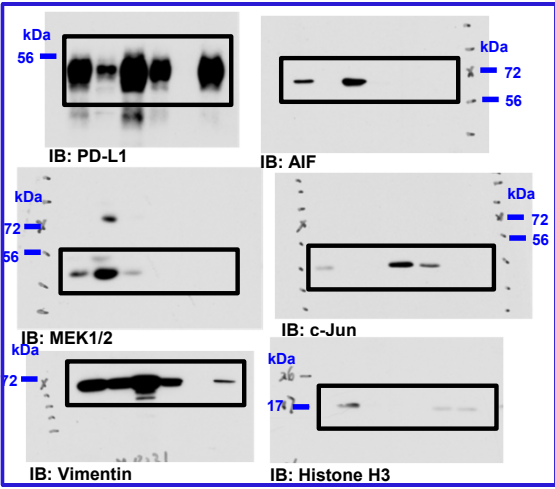 kDa
56
IB: PD-L1
kDa
72
56
IB: AIF
kDa
72
56
IB: MEK1/2
kDa
72
56
IB: c-Jun
kDa
72
IB: Vimentin
kDa
26
17
IB: Histone H3